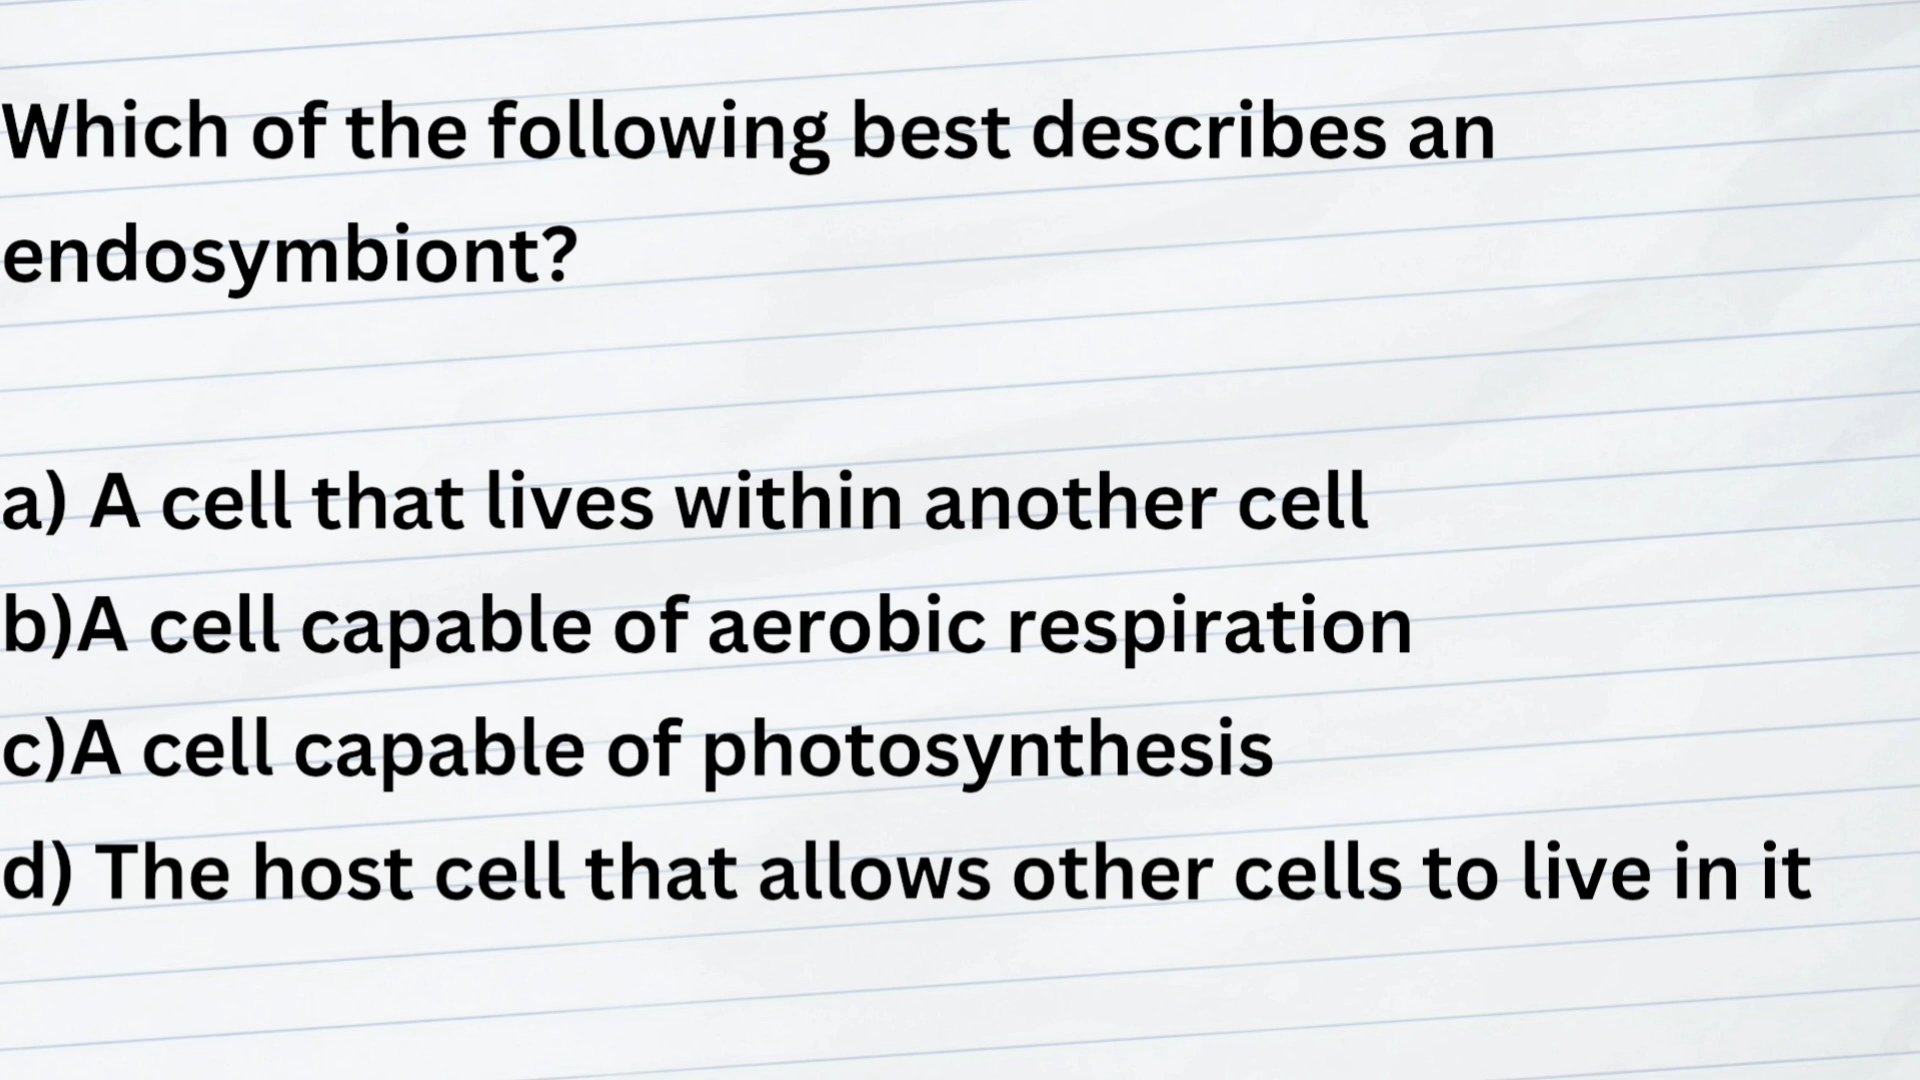 Which of the following best describes an
endosymbiont?
a) A cell that lives within another cell
b)A cell capable of aerobic respiration
c)A cell capable of photosynthesis
d) The host cell that allows other cells to live in it